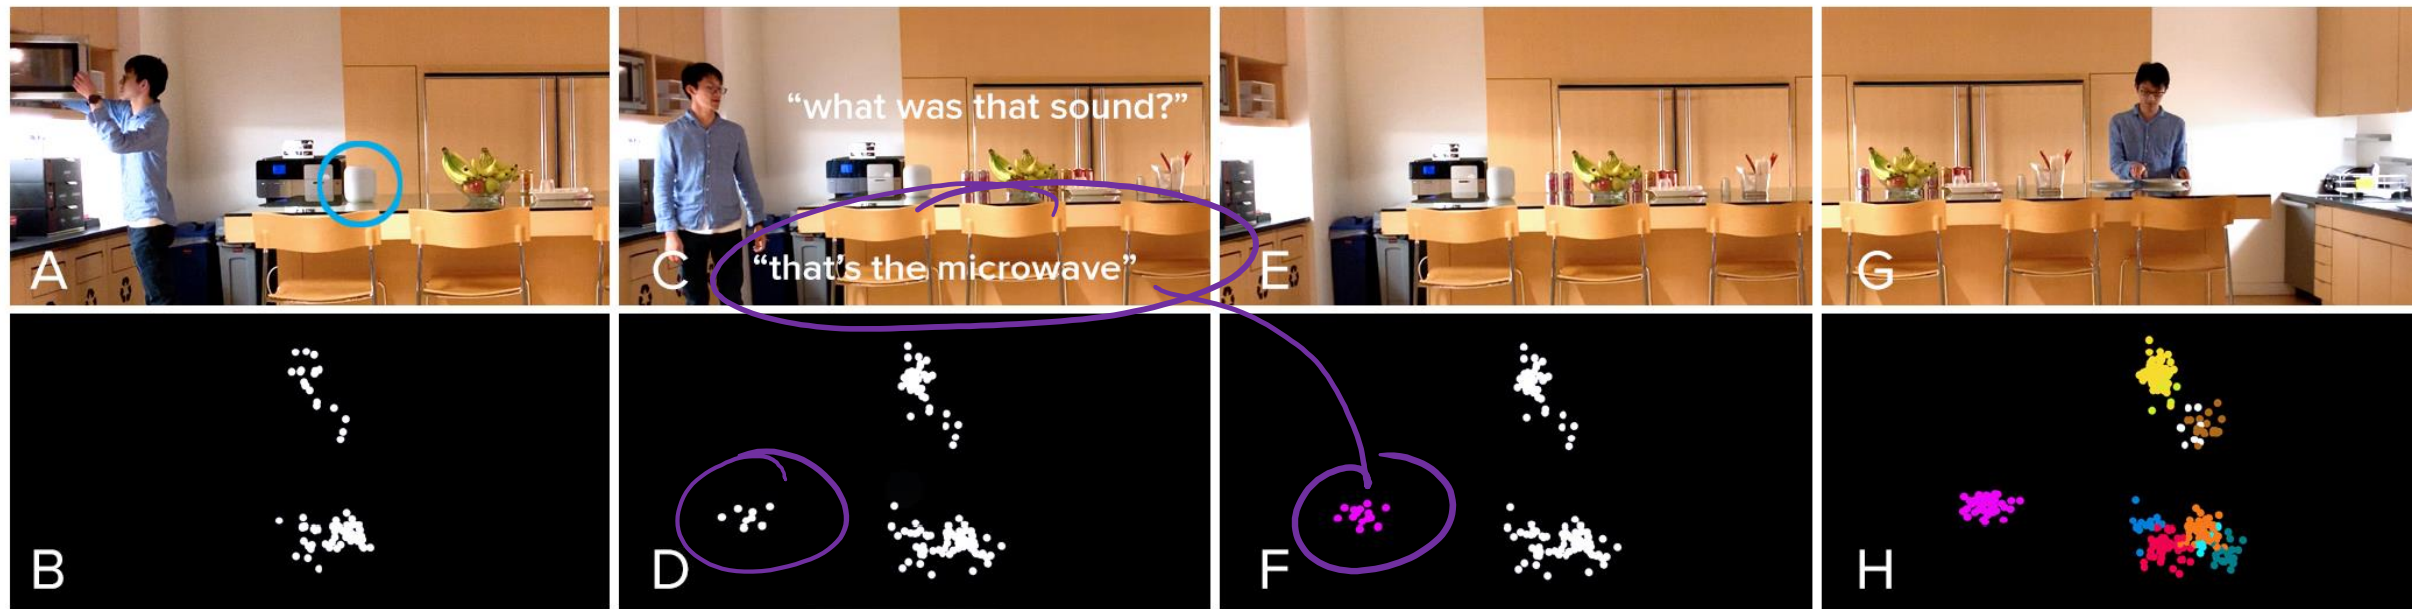 A
C
"what was that sound?"
"that's the microwave"
E
G
B
D
F
H